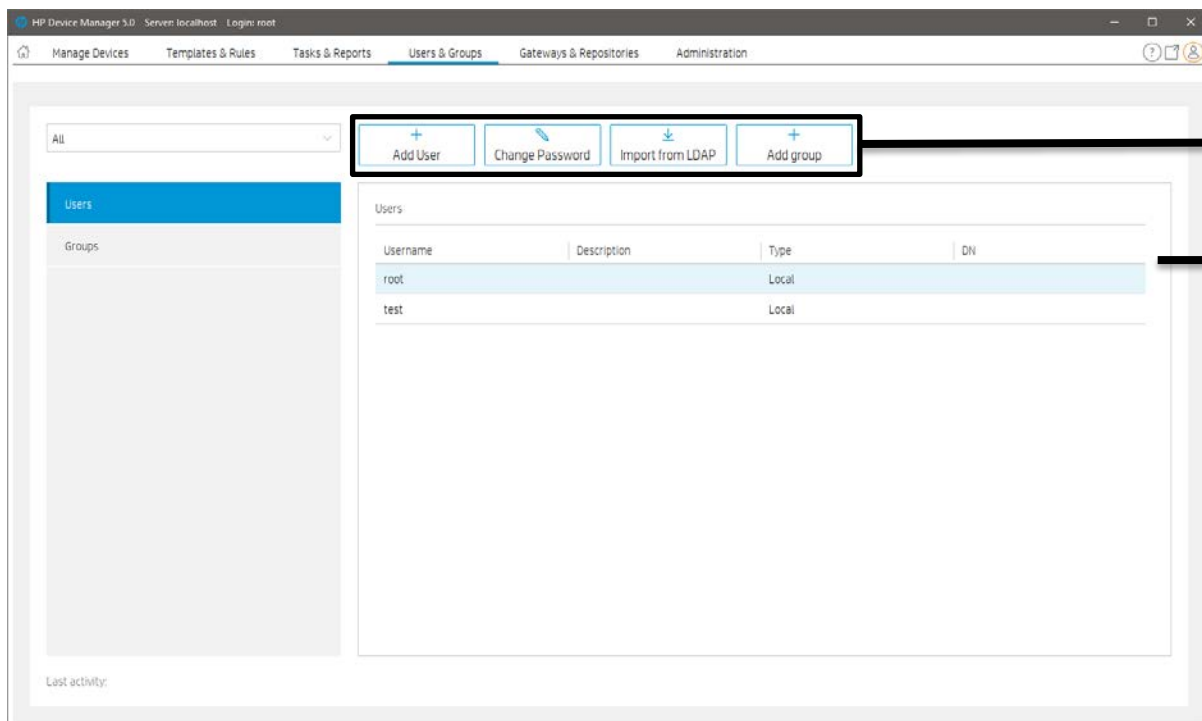 HP Device Manager 5.0 Server: localhost Login: root
Manage Devices Templates & Rules Tasks & Reports Users & Groups Gateways & Repositories Administration
All
Add User Change Password Import from LDAP Add group
Users
Groups
Users
Username Description Type DN
root Local
test Local
Last activity: